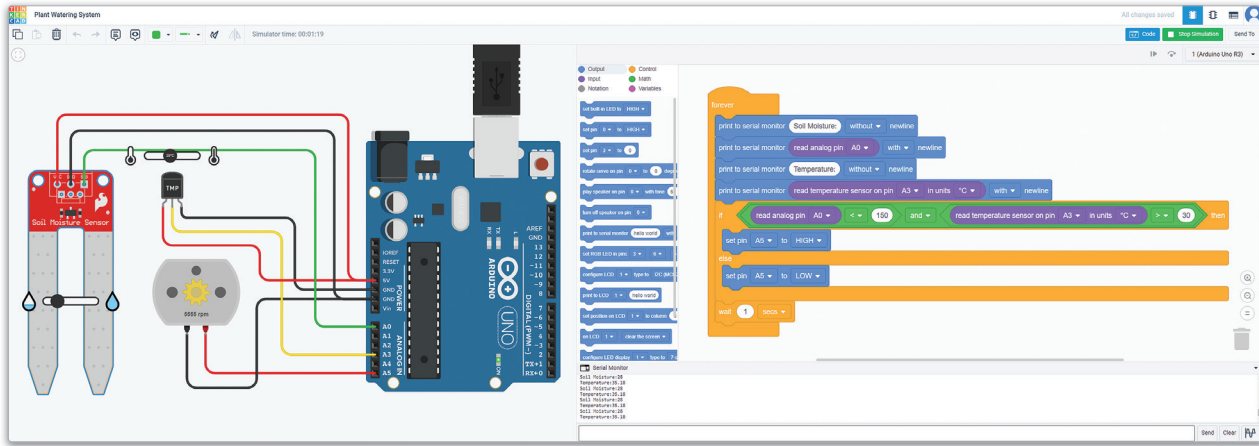 TINKERCAD
Plant Watering System
All changes saved
Simulator time: 00:01:19
Code
Stop Simulation
Send To
1 (Arduino Uno R3)
Soil Moisture Sensor
TMP
8885 rpm
IOREF
RESET
3.3V
5V
GND
GND
Vin
POWER
A0
A1
A2
A3
A4
A5
ANALOG IN
RX
TX
L
ARDUINO
UNO
ON
AREF
GND
13
12
~11
~10
~9
8
7
~6
~5
4
~3
2
TX→1
RX←0
DIGITAL (PWM~)
Output
Control
Input
Math
Notation
Variables
set built-in LED to HIGH
set pin 0 to HIGH
set pin 3 to 0
rotate servo on pin 0 to 0 degre
play speaker on pin 0 with tone
turn off speaker on pin 0
print to serial monitor hello world
set RGB LED in pins 3 6
configure LCD 1 type to I2C (MC
print to LCD 1 hello world
set position on LCD 1 to column
on LCD 1 clear the screen
configure LED display 1 type to 7
forever
print to serial monitor Soil Moisture: without newline
print to serial monitor read analog pin A0 with newline
print to serial monitor Temperature: without newline
print to serial monitor read temperature sensor on pin A3 in units °C with newline
if read analog pin A0 < 150 and read temperature sensor on pin A3 in units °C > 30 then
set pin A5 to HIGH
else
set pin A5 to LOW
wait 1 secs
Serial Monitor
Soil Moisture:28
Temperature:35.18
Soil Moisture:28
Temperature:35.18
Soil Moisture:28
Temperature:35.18
Soil Moisture:28
Temperature:35.18
Send
Clear